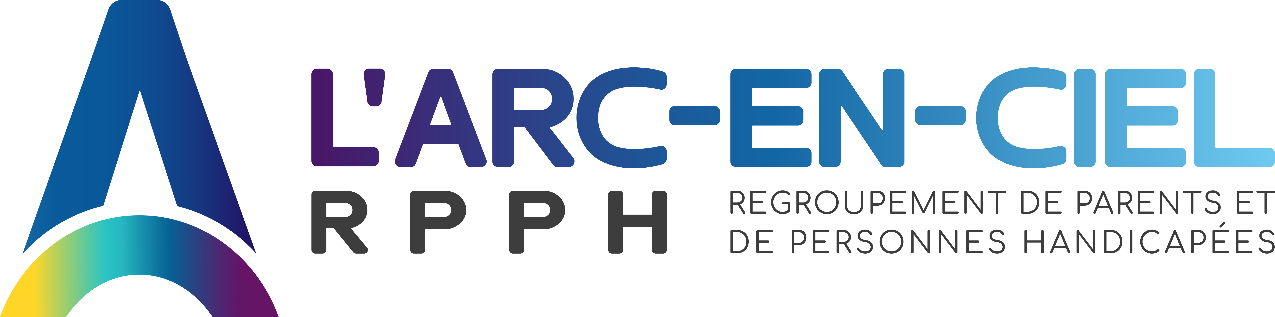 L'ARC-EN-CIEL
RPPH
REGROUPEMENT DE PARENTS ET
DE PERSONNES HANDICAPÉES